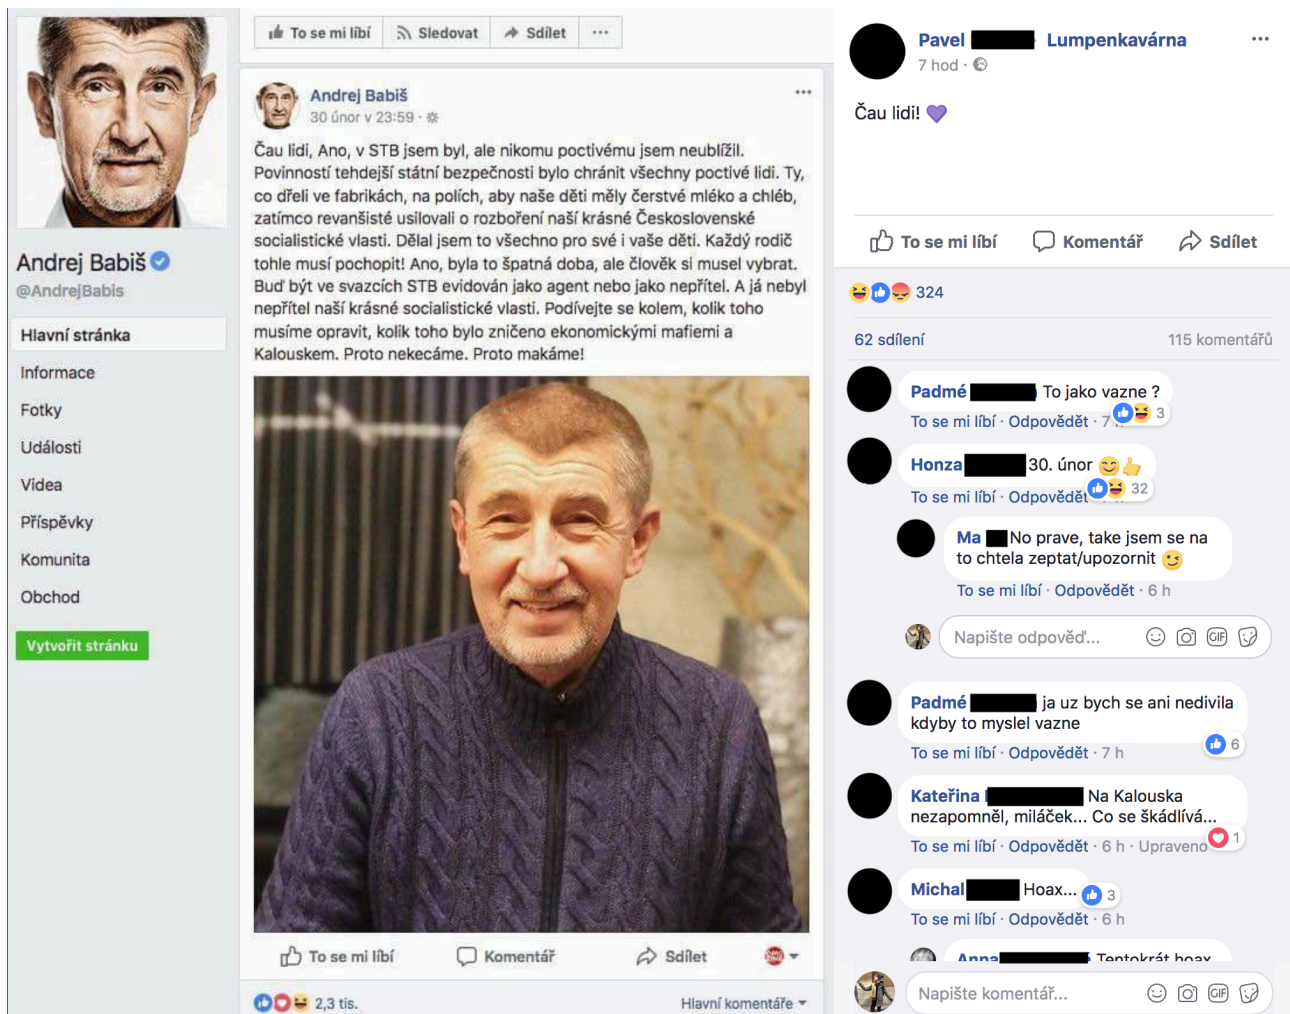 To se mi líbí
Sledovat
Sdílet
Andrej Babiš
@AndrejBabis
Hlavní stránka
Informace
Fotky
Události
Videa
Příspěvky
Komunita
Obchod
Vytvořit stránku
Andrej Babiš
30 únor v 23:59
Čau lidi, Ano, v STB jsem byl, ale nikomu poctivému jsem neublížil.
Povinností tehdejší státní bezpečnosti bylo chránit všechny poctivé lidi. Ty,
co dřeli ve fabrikách, na polích, aby naše děti měly čerstvé mléko a chléb,
zatímco revanšisté usilovali o rozboření naší krásné Československé
socialistické vlasti. Dělal jsem to všechno pro své i vaše děti. Každý rodič
tohle musí pochopit! Ano, byla to špatná doba, ale člověk si musel vybrat.
Buď být ve svazcích STB evidován jako agent nebo jako nepřítel. A já nebyl
nepřítel naší krásné socialistické vlasti. Podívejte se kolem, kolik toho
musíme opravit, kolik toho bylo zničeno ekonomickými mafiemi a
Kalouskem. Proto nekecáme. Proto makáme!
To se mi líbí
Komentář
Sdílet
2,3 tis.
Hlavní komentáře
Pavel Lumpenkavárna
7 hod
Čau lidi! 💜
To se mi líbí
Komentář
Sdílet
324
62 sdílení
115 komentářů
Padmé To jako vazne ?
To se mi líbí · Odpovědět · 7
3
Honza 30. únor 😊👍
To se mi líbí · Odpovědět
32
Ma No prave, take jsem se na
to chtela zeptat/upozornit 😉
To se mi líbí · Odpovědět · 6 h
Napište odpověď...
GIF
Padmé ja uz bych se ani nedivila
kdyby to myslel vazne
6
To se mi líbí · Odpovědět · 7 h
Kateřina Na Kalouska
nezapomněl, miláček... Co se škádlívá...
1
To se mi líbí · Odpovědět · 6 h · Upraveno
Michal Hoax...
3
To se mi líbí · Odpovědět · 6 h
Anna Tentokrát hoax
Napište komentář...
GIF